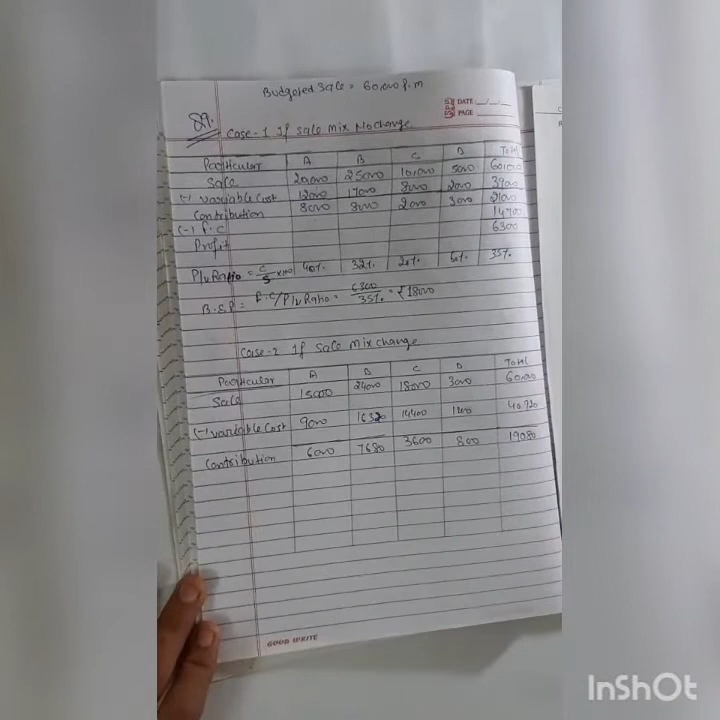 Budgeted Sale = 60,000 P.m
DATE
PAGE
Case-1 If sale mix No change
Particular A B C D Total
Sale 20,000 25000 10,000 5000 60,000
(-) variable Cost 12000 17000 8000 2000 39000
Contribution 8000 8000 2000 3000 21000
(-) F.C 14700
Profit 6300
P/v Ratio = C/S x100 40% 32% 20% 60% 35%
B.E.P = F.C/P/v Ratio = 6300/35% = ₹18000
Case-2 If Sale Mix change
Particular A B C D Total
Sale 15000 24000 18000 3000 60,000
(-) variable Cost 9000 16320 14400 1200 40,920
Contribution 6000 7680 3600 800 19080
GOOD WRITE
InShOt